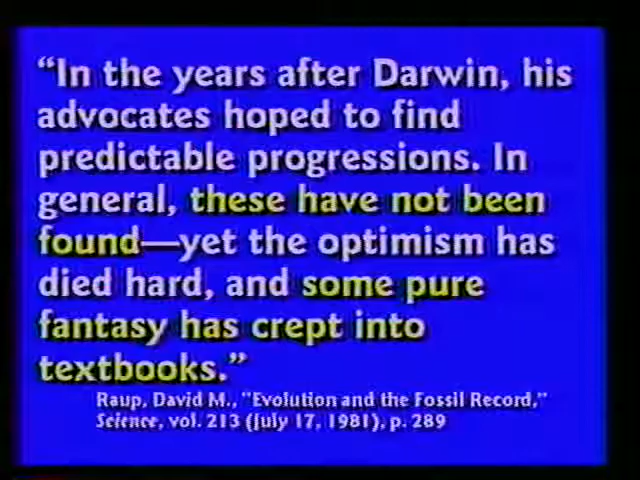 “In the years after Darwin, his
advocates hoped to find
predictable progressions. In
general, these have not been
found—yet the optimism has
died hard, and some pure
fantasy has crept into
textbooks.”
Raup, David M., "Evolution and the Fossil Record,"
Science, vol. 213 (July 17, 1981), p. 289